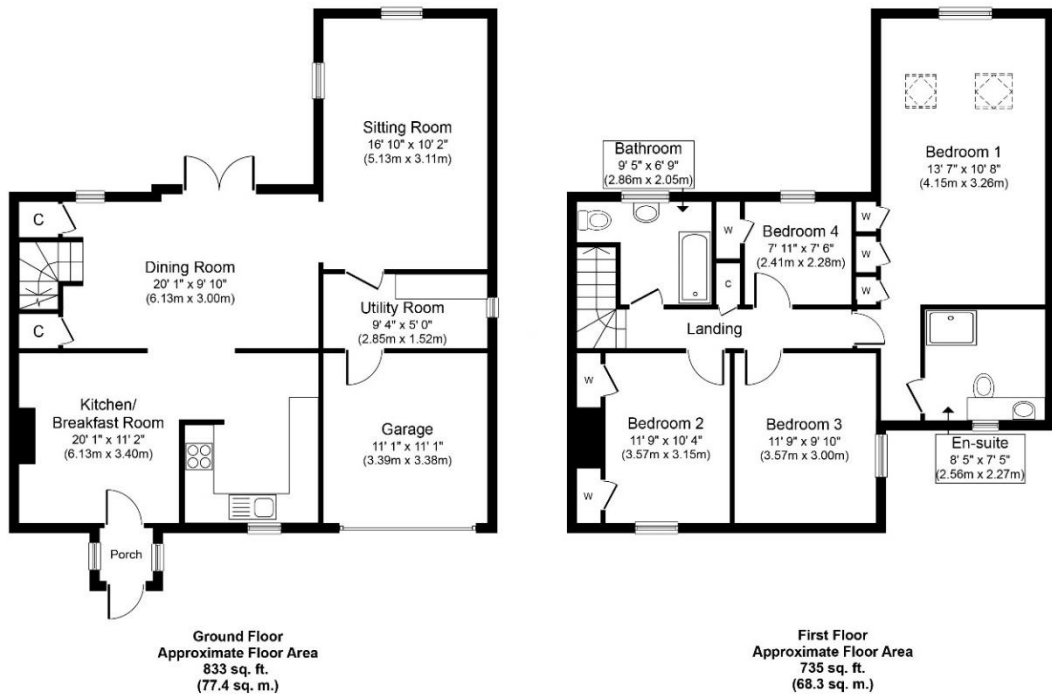 Sitting Room
16' 10" x 10' 2"
(5.13m x 3.11m)
C
Dining Room
20' 1" x 9' 10"
(6.13m x 3.00m)
C
Utility Room
9' 4" x 5' 0"
(2.85m x 1.52m)
Kitchen/
Breakfast Room
20' 1" x 11' 2"
(6.13m x 3.40m)
Garage
11' 1" x 11' 1"
(3.39m x 3.38m)
Porch
Ground Floor
Approximate Floor Area
833 sq. ft.
(77.4 sq. m.)
Bathroom
9' 5" x 6' 9"
(2.86m x 2.05m)
Bedroom 1
13' 7" x 10' 8"
(4.15m x 3.26m)
W
Bedroom 4
7' 11" x 7' 6"
(2.41m x 2.28m)
W
W
W
C
Landing
W
Bedroom 2
11' 9" x 10' 4"
(3.57m x 3.15m)
W
Bedroom 3
11' 9" x 9' 10"
(3.57m x 3.00m)
En-suite
8' 5" x 7' 5"
(2.56m x 2.27m)
First Floor
Approximate Floor Area
735 sq. ft.
(68.3 sq. m.)